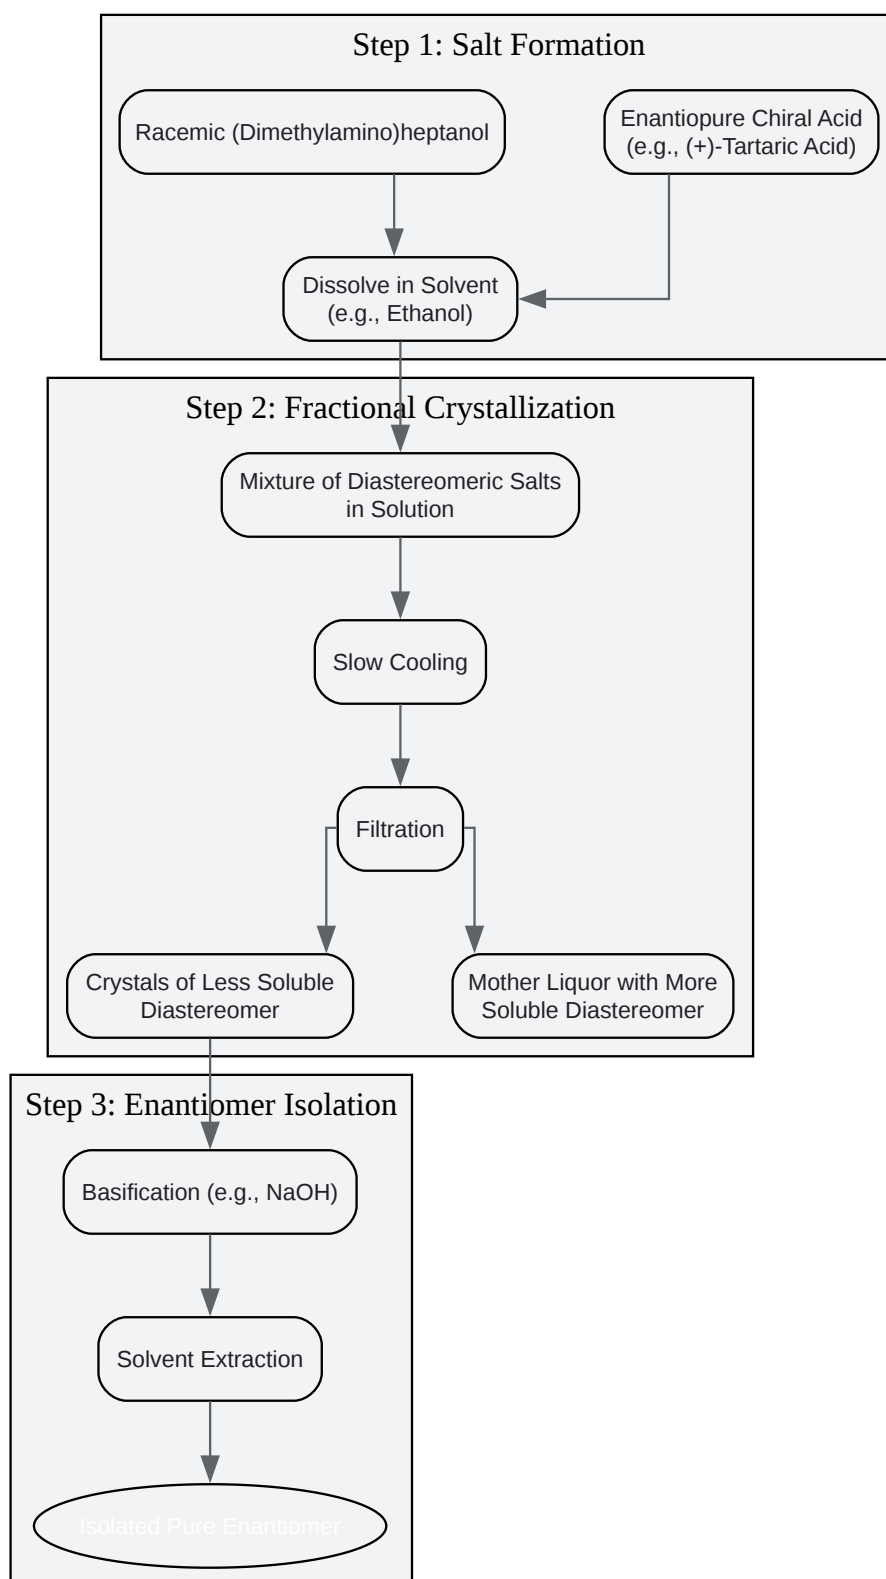 Step 1: Salt Formation
Racemic (Dimethylamino)heptanol
Enantiopure Chiral Acid
(e.g., (+)-Tartaric Acid)
Dissolve in Solvent
(e.g., Ethanol)
Step 2: Fractional Crystallization
Mixture of Diastereomeric Salts
in Solution
Slow Cooling
Filtration
Crystals of Less Soluble
Diastereomer
Mother Liquor with More
Soluble Diastereomer
Step 3: Enantiomer Isolation
Basification (e.g., NaOH)
Solvent Extraction
Isolated Pure Enantiomer